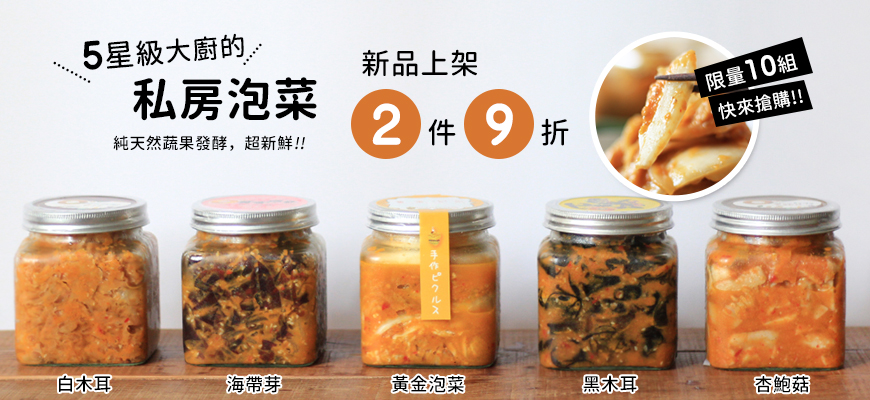 5星級大廚的
私房泡菜
純天然蔬果發酵，超新鮮!!
新品上架
2件9折
限量10組
快來搶購!!
手作ピクルス
白木耳
海帶芽
黃金泡菜
黑木耳
杏鮑菇